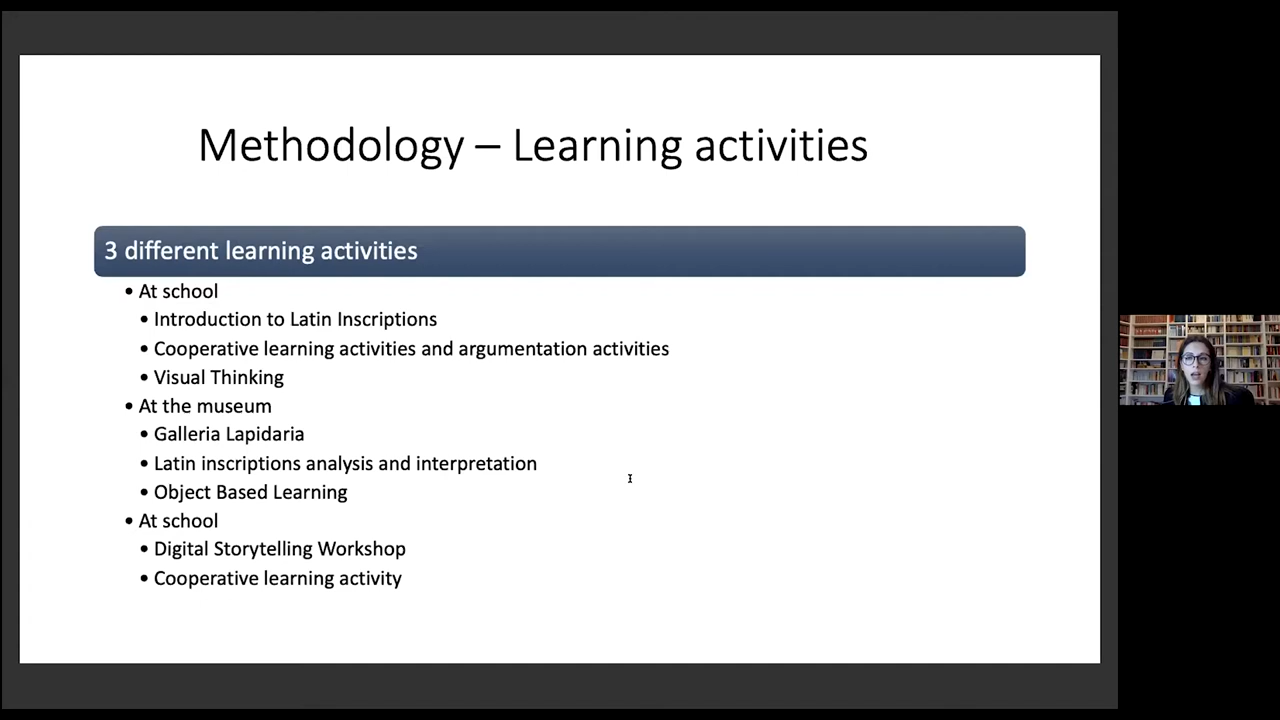 Methodology – Learning activities
3 different learning activities
• At school
• Introduction to Latin Inscriptions
• Cooperative learning activities and argumentation activities
• Visual Thinking
• At the museum
• Galleria Lapidaria
• Latin inscriptions analysis and interpretation
• Object Based Learning
• At school
• Digital Storytelling Workshop
• Cooperative learning activity